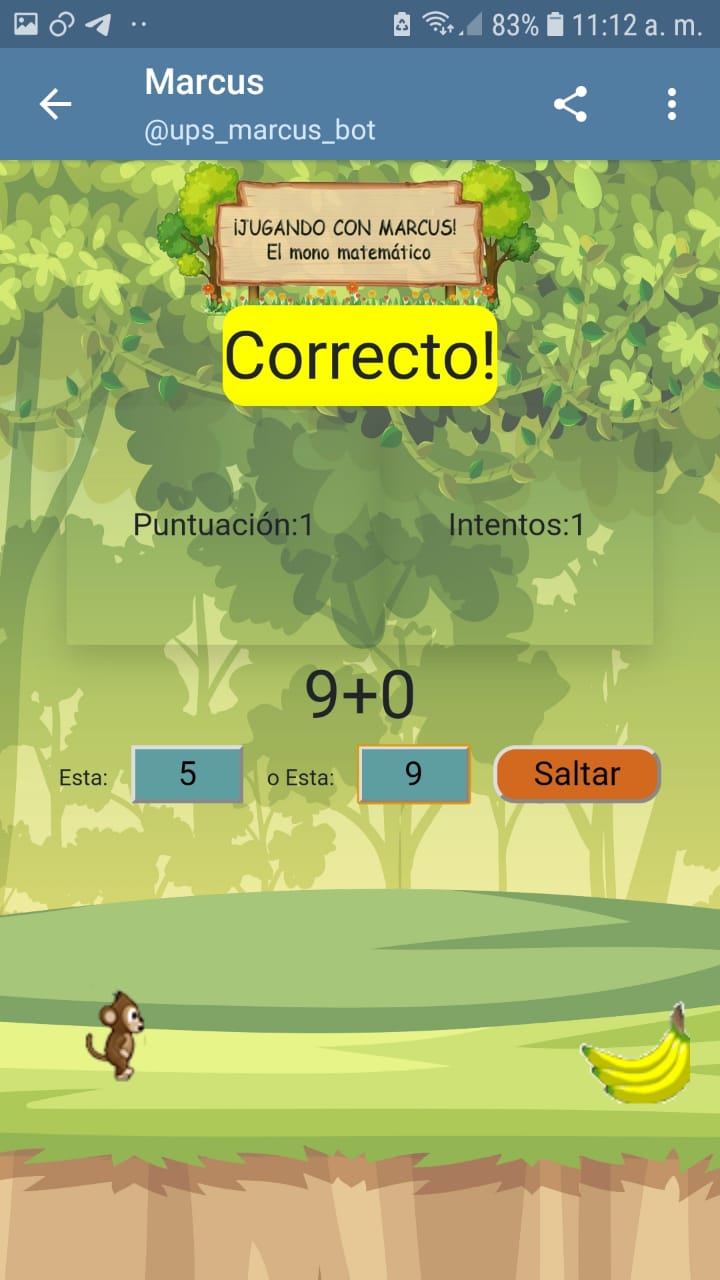 83% 11:12 a. m.
Marcus
@ups_marcus_bot
¡JUGANDO CON MARCUS!
El mono matemático
Correcto!
Puntuación:1 Intentos:1
9+0
Esta: 5 o Esta: 9 Saltar